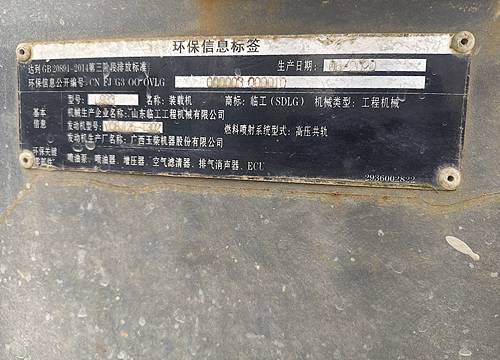 环保信息标签
达到GB20891-2014第三阶段排放标准 生产日期:
环保信息公开编号: CN FJ G3 OO OVLG 000003 000010
型号: 名称: 装载机 商标: 临工(SDLG) 机械类型: 工程机械
基本信息
机械生产企业名称: 山东临工工程机械有限公司
发动机型号: 燃料喷射系统型式: 高压共轨
发动机生产厂名称: 广西玉柴机器股份有限公司
环保关键零部件
喷油泵、喷油器、增压器、空气滤清器、排气消声器、ECU
2936002822